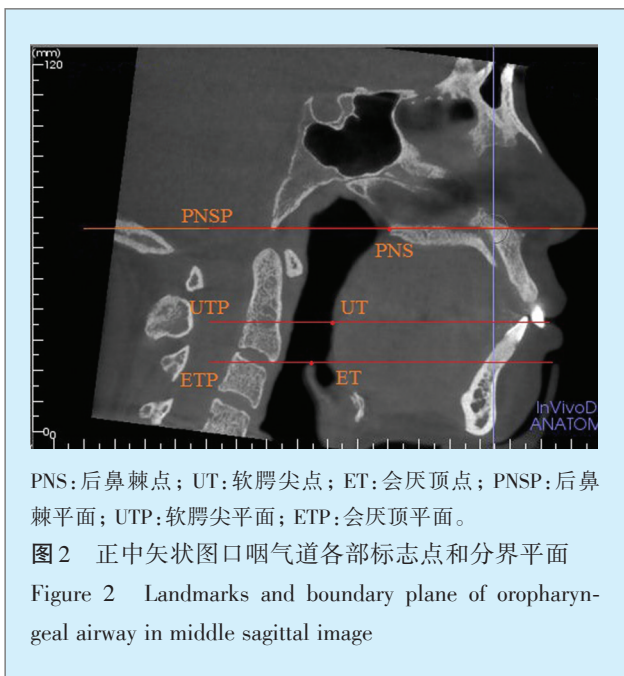 (mm)
120
PNSP
PNS
UTP
UT
ETP
ET
0
InVivoD
ANATOM
PNS:后鼻棘点;UT:软腭尖点;ET:会厌顶点;PNSP:后鼻
棘平面;UTP:软腭尖平面;ETP:会厌顶平面。
图2 正中矢状图口咽气道各部标志点和分界平面
Figure 2 Landmarks and boundary plane of oropharyn-
geal airway in middle sagittal image